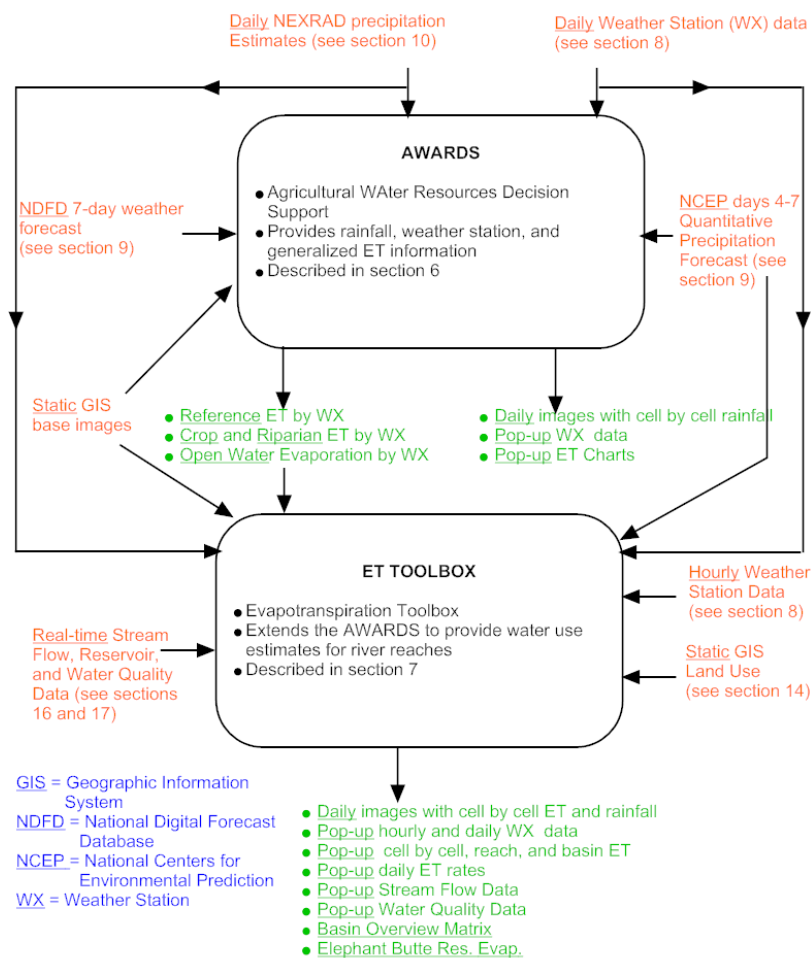 Daily NEXRAD precipitation
Estimates (see section 10)
Daily Weather Station (WX) data
(see section 8)
AWARDS
● Agricultural WAter Resources Decision
Support
● Provides rainfall, weather station, and
generalized ET information
● Described in section 6
NDFD 7-day weather
forecast
(see section 9)
NCEP days 4-7
Quantitative
Precipitation
Forecast (see
section 9)
Static GIS
base images
● Reference ET by WX
● Crop and Riparian ET by WX
● Open Water Evaporation by WX
● Daily images with cell by cell rainfall
● Pop-up WX data
● Pop-up ET Charts
ET TOOLBOX
● Evapotranspiration Toolbox
● Extends the AWARDS to provide water use
estimates for river reaches
● Described in section 7
Real-time Stream
Flow, Reservoir,
and Water Quality
Data (see sections
16 and 17)
Hourly Weather
Station Data
(see section 8)
Static GIS
Land Use
(see section 14)
GIS = Geographic Information
System
NDFD = National Digital Forecast
Database
NCEP = National Centers for
Environmental Prediction
WX = Weather Station
● Daily images with cell by cell ET and rainfall
● Pop-up hourly and daily WX data
● Pop-up cell by cell, reach, and basin ET
● Pop-up daily ET rates
● Pop-up Stream Flow Data
● Pop-up Water Quality Data
● Basin Overview Matrix
● Elephant Butte Res. Evap.